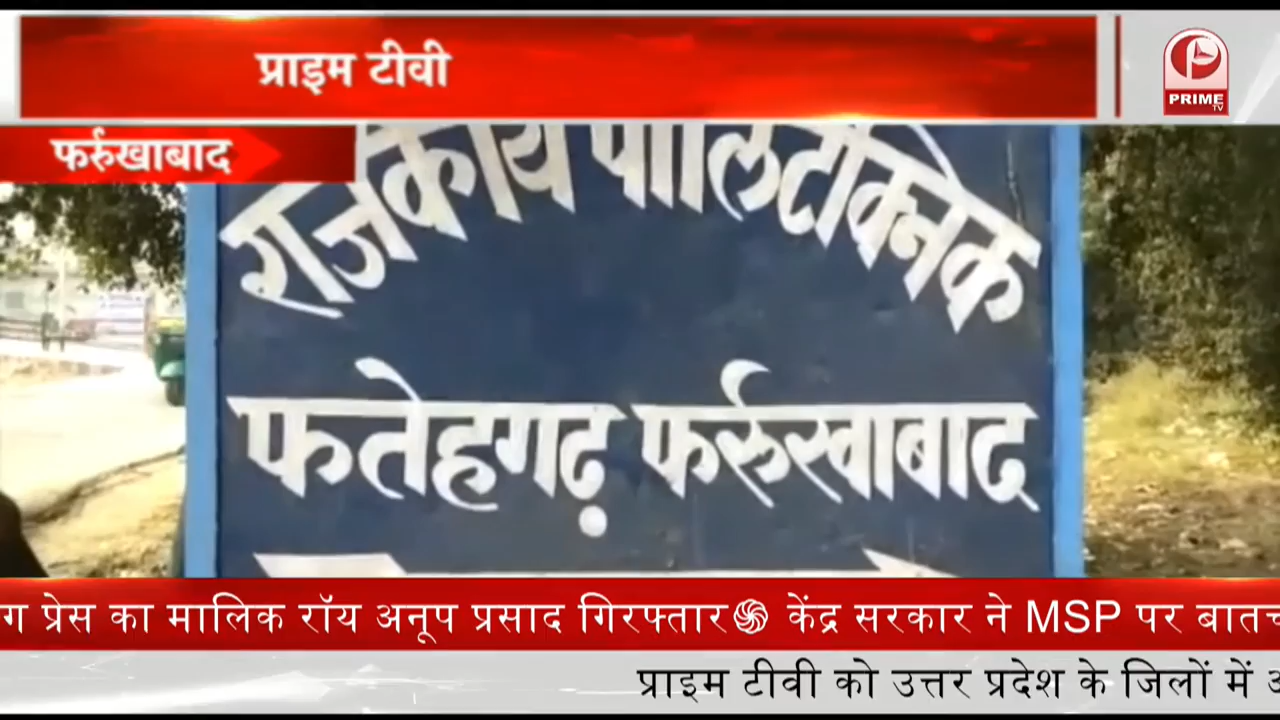 प्राइम टीवी
PRIME
TV
फर्रुखाबाद
राजकीय पालिटेक्निक
फतेहगढ़ फर्रुखाबाद
प्रेस का मालिक रॉय अनूप प्रसाद गिरफ्तार֍ केंद्र सरकार ने MSP पर
प्राइम टीवी को उत्तर प्रदेश के जिलों में